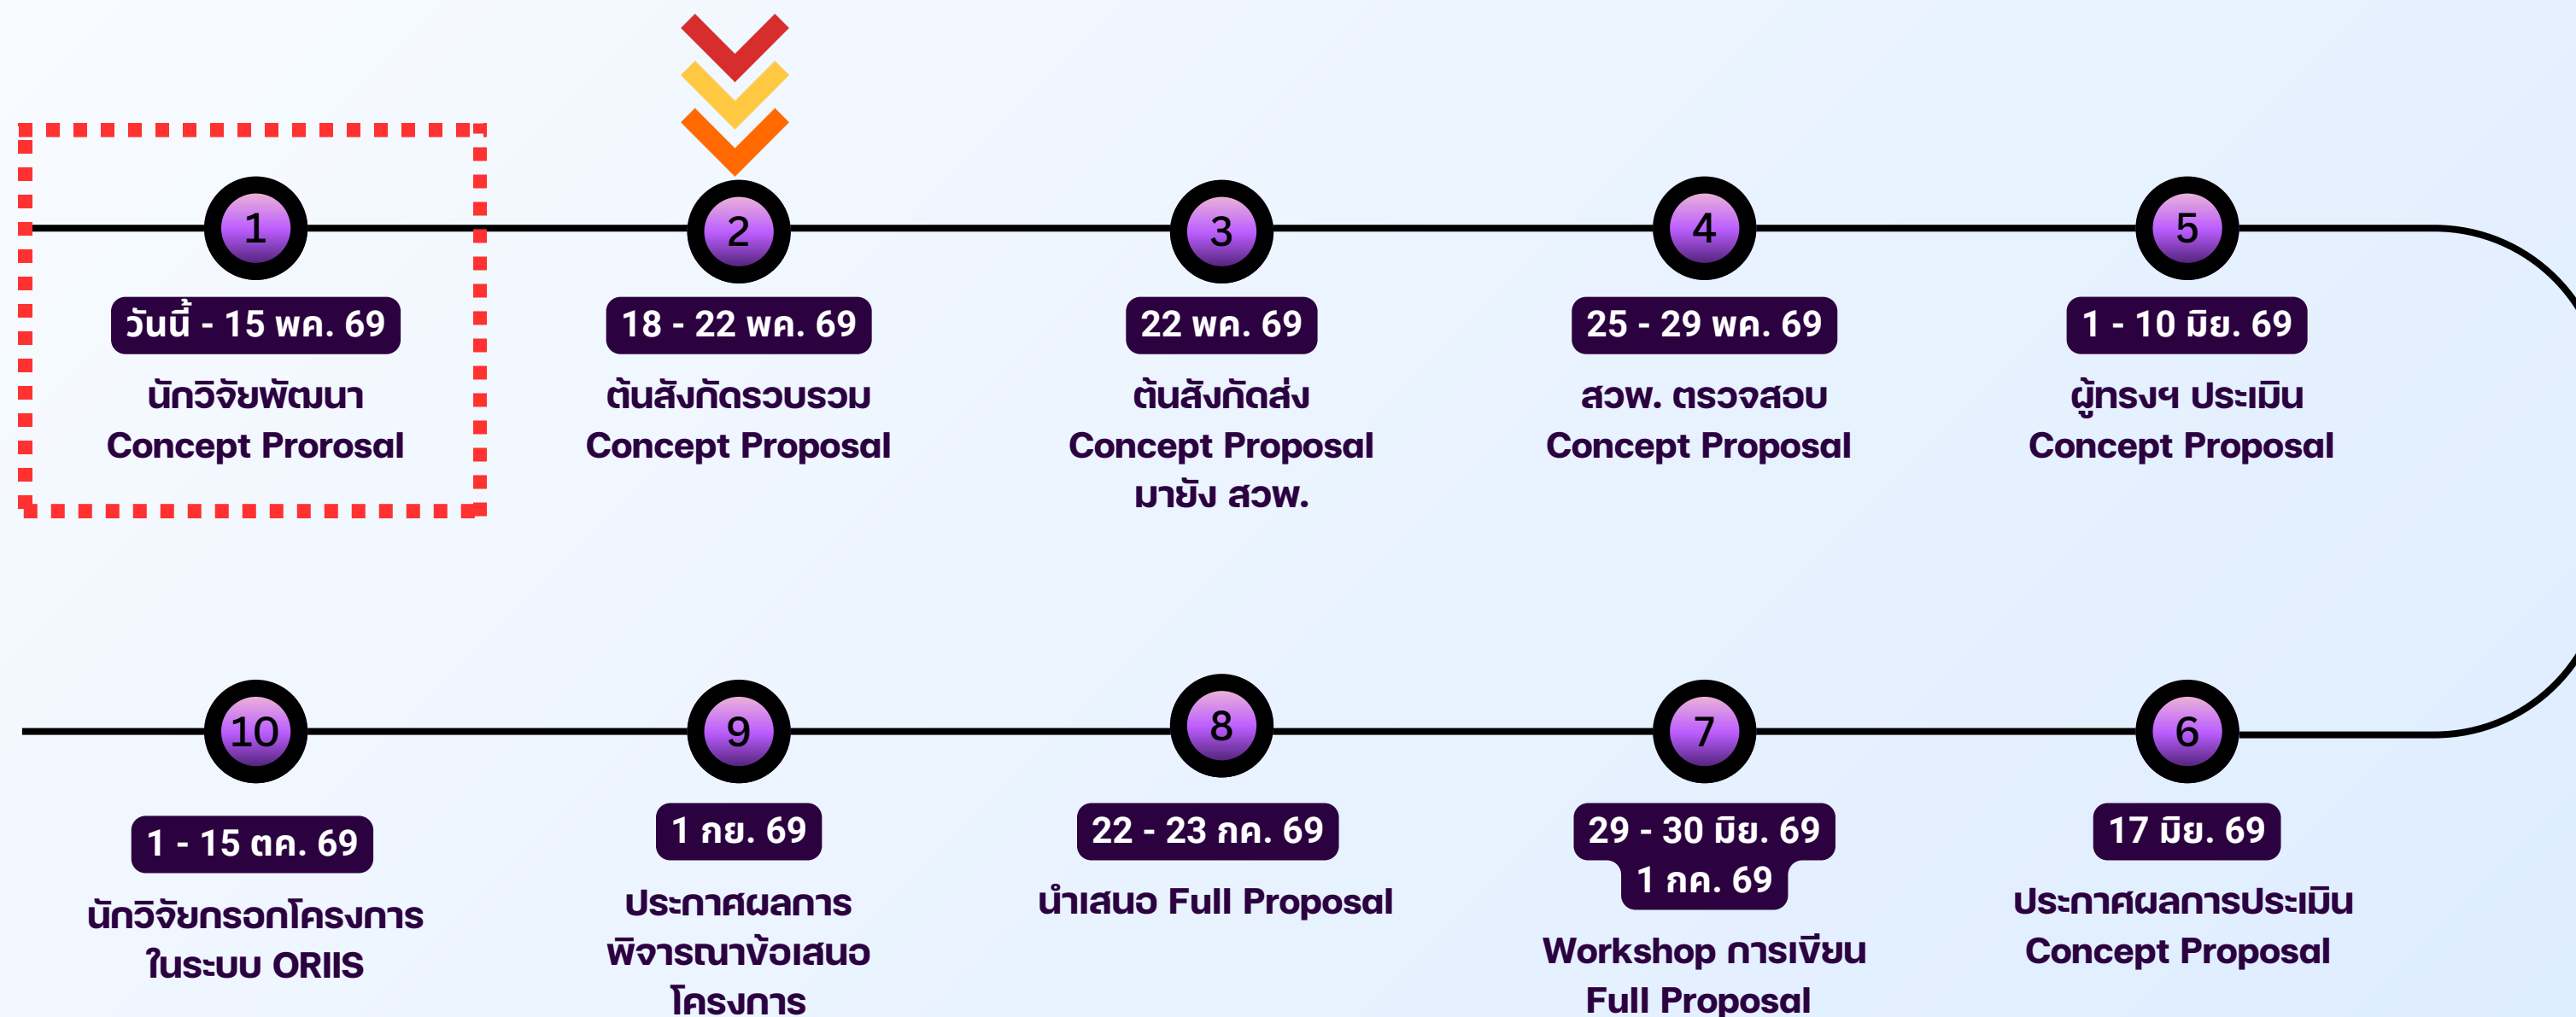 1
วันนี้ - 15 พค. 69
นักวิจัยพัฒนา
Concept Prorosal
2
18 - 22 พค. 69
ต้นสังกัดรวบรวม
Concept Proposal
3
22 พค. 69
ต้นสังกัดส่ง
Concept Proposal
มายัง สวพ.
4
25 - 29 พค. 69
สวพ. ตรวจสอบ
Concept Proposal
5
1 - 10 มิย. 69
ผู้ทรงฯ ประเมิน
Concept Proposal
6
17 มิย. 69
ประกาศผลการประเมิน
Concept Proposal
7
29 - 30 มิย. 69
1 กค. 69
Workshop การเขียน
Full Proposal
8
22 - 23 กค. 69
นำเสนอ Full Proposal
9
1 กย. 69
ประกาศผลการ
พิจารณาข้อเสนอ
โครงการ
10
1 - 15 ตค. 69
นักวิจัยกรอกโครงการ
ในระบบ ORIIS